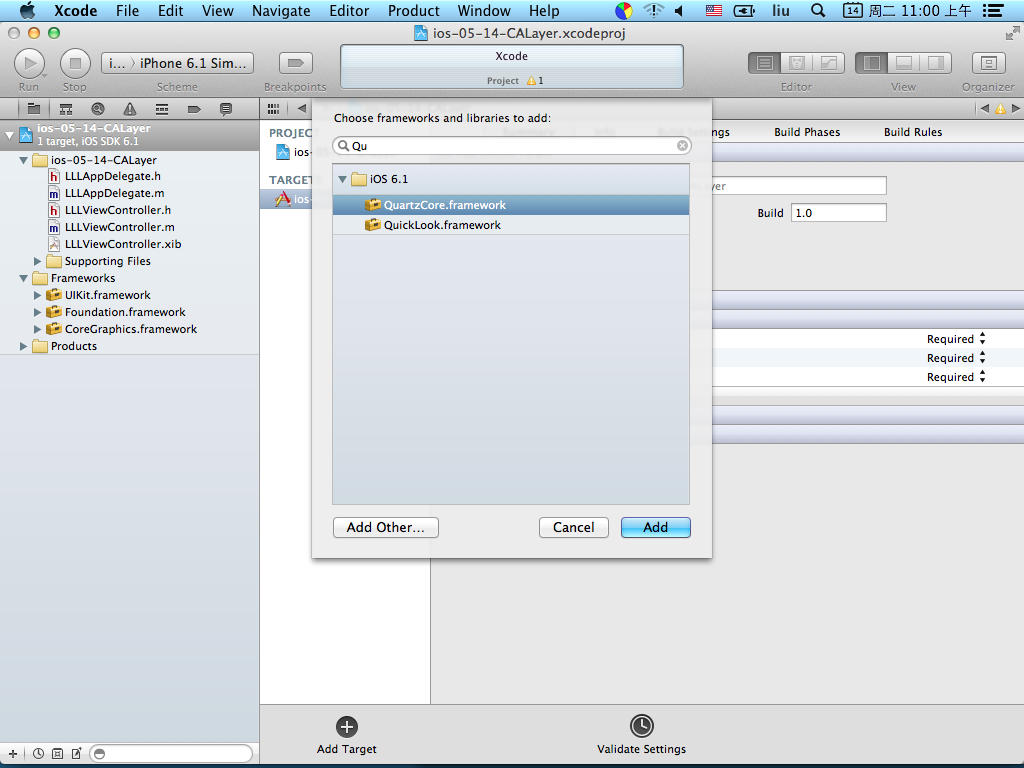 Xcode File Edit View Navigate Editor Product Window Help liu 14 周二 11:00 上午
ios-05-14-CALayer.xcodeproj
i... 〉 iPhone 6.1 Sim...
Xcode
Project 1
Run Stop Scheme Breakpoints Editor View Organizer
ios-05-14-CALayer
1 target, iOS SDK 6.1
ios-05-14-CALayer
h LLLAppDelegate.h
m LLLAppDelegate.m
h LLLViewController.h
m LLLViewController.m
LLLViewController.xib
Supporting Files
Frameworks
UIKit.framework
Foundation.framework
CoreGraphics.framework
Products
PROJEC
ios-
TARGET
ios-
Choose frameworks and libraries to add:
Qu
iOS 6.1
QuartzCore.framework
QuickLook.framework
Add Other... Cancel Add
Build Settings Build Phases Build Rules
yer
Build 1.0
Required
Required
Required
Add Target Validate Settings